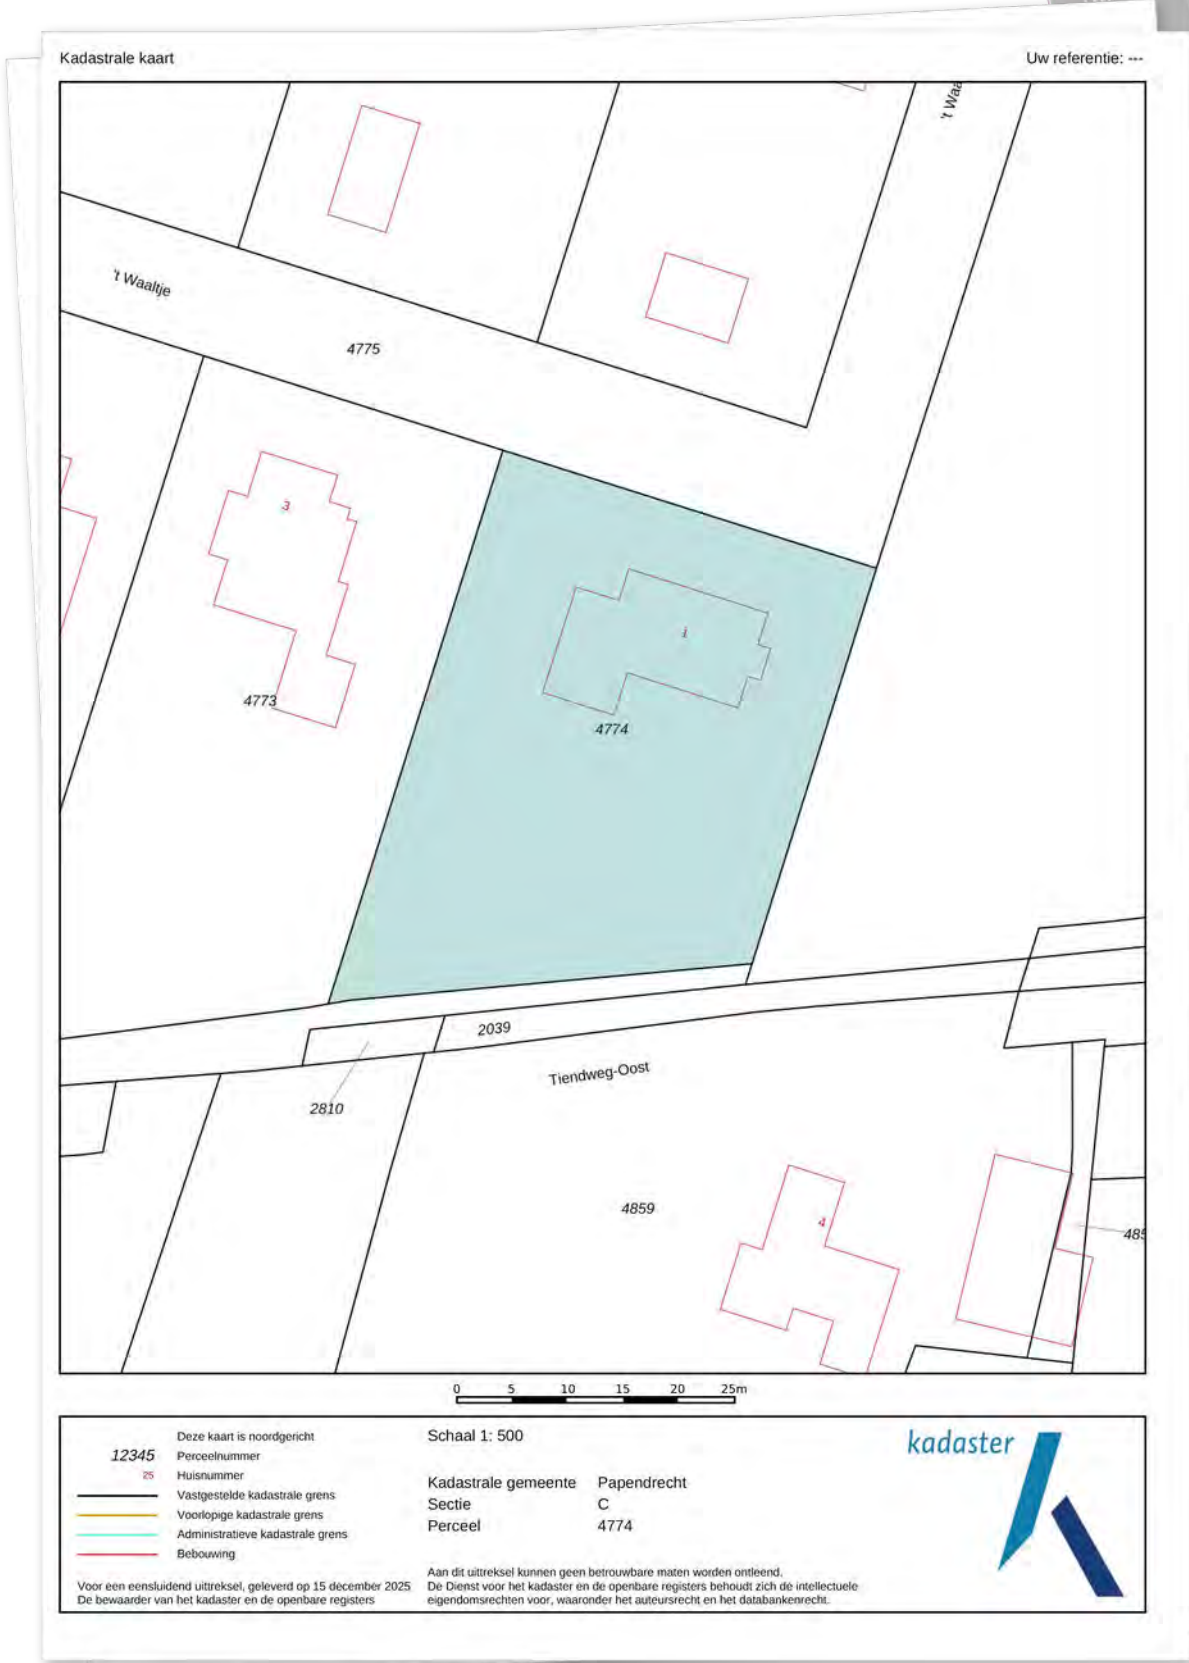 Kadastrale kaart
Uw referentie: ---
't Waa
't Waaltje
4775
3
1
4773
4774
2039
Tiendweg-Oost
2810
4859
4
485
0 5 10 15 20 25m
Deze kaart is noordgericht
12345 Perceelnummer
25 Huisnummer
Vastgestelde kadastrale grens
Voorlopige kadastrale grens
Administratieve kadastrale grens
Bebouwing
Voor een eensluidend uittreksel, geleverd op 15 december 2025
De bewaarder van het kadaster en de openbare registers
Schaal 1: 500
Kadastrale gemeente Papendrecht
Sectie C
Perceel 4774
Aan dit uittreksel kunnen geen betrouwbare maten worden ontleend.
De Dienst voor het kadaster en de openbare registers behoudt zich de intellectuele
eigendomsrechten voor, waaronder het auteursrecht en het databankenrecht.
kadaster